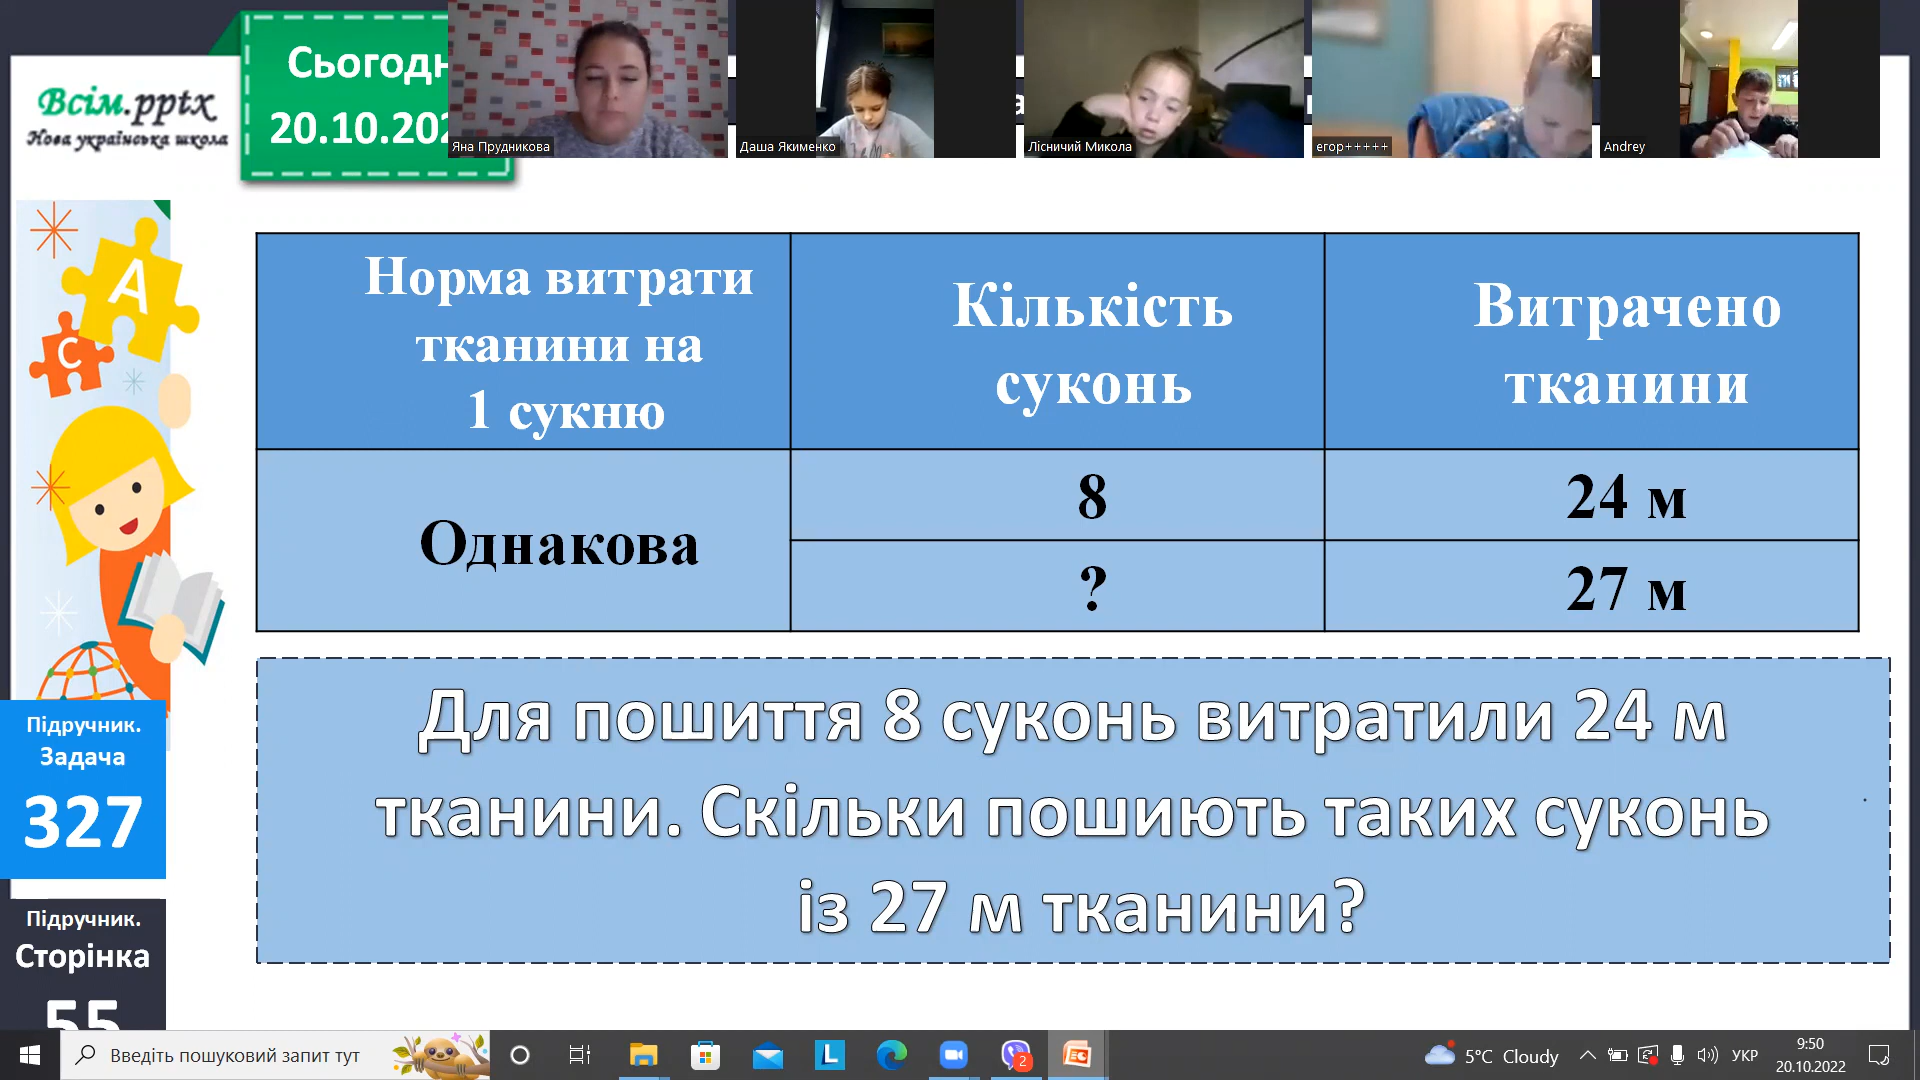 Всім.pptx
Нова українська школа
Сьогодн
20.10.202
Яна Прудникова
Даша Якименко
Лісничий Микола
егор+++++
Andrey
A
C
Норма витрати
тканини на
1 сукню
Кількість
суконь
Витрачено
тканини
Однакова
8
24 м
?
27 м
Для пошиття 8 суконь витратили 24 м
тканини. Скільки пошиють таких суконь
із 27 м тканини?
Підручник.
Задача
327
Підручник.
Сторінка
55
Введіть пошуковий запит тут
L
2
5°C Cloudy
УКР
9:50
20.10.2022